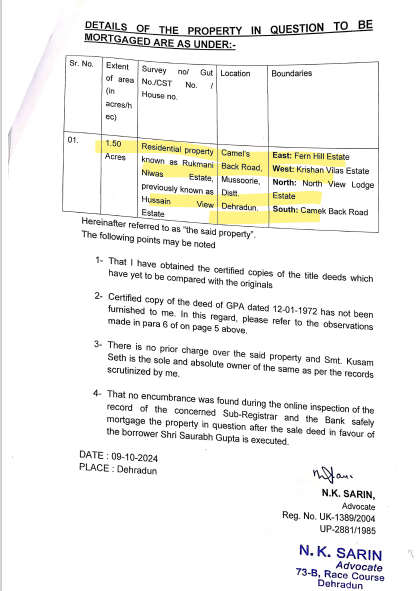 DETAILS OF THE PROPERTY IN QUESTION TO BE
MORTGAGED ARE AS UNDER:-
Sr. No.
Extent
of area
(in
acres/h
ec)
Survey no/ Gut
No./CST No. /
House no.
Location
Boundaries
01.
1.50
Acres
Residential property
known as Rukmani
Niwas Estate,
previously known as
Hussain View
Estate
Camel's
Back Road,
Mussoorie,
Distt.
Dehradun.
East: Fern Hill Estate
West: Krishan Vilas Estate
North: North View Lodge
Estate
South: Camek Back Road
Hereinafter referred to as "the said property".
The following points may be noted
1- That I have obtained the certified copies of the title deeds which
have yet to be compared with the originals
2- Certified copy of the deed of GPA dated 12-01-1972 has not been
furnished to me. In this regard, please refer to the observations
made in para 6 of on page 5 above.
3- There is no prior charge over the said property and Smt. Kusam
Seth is the sole and absolute owner of the same as per the records
scrutinized by me.
4- That no encumbrance was found during the online inspection of the
record of the concerned Sub-Registrar and the Bank safely
mortgage the property in question after the sale deed in favour of
the borrower Shri Saurabh Gupta is executed.
DATE : 09-10-2024
PLACE : Dehradun
N.K. SARIN,
Advocate
Reg. No. UK-1389/2004
UP-2881/1985
N. K. SARIN
Advocate
73-B, Race Course
Dehradun